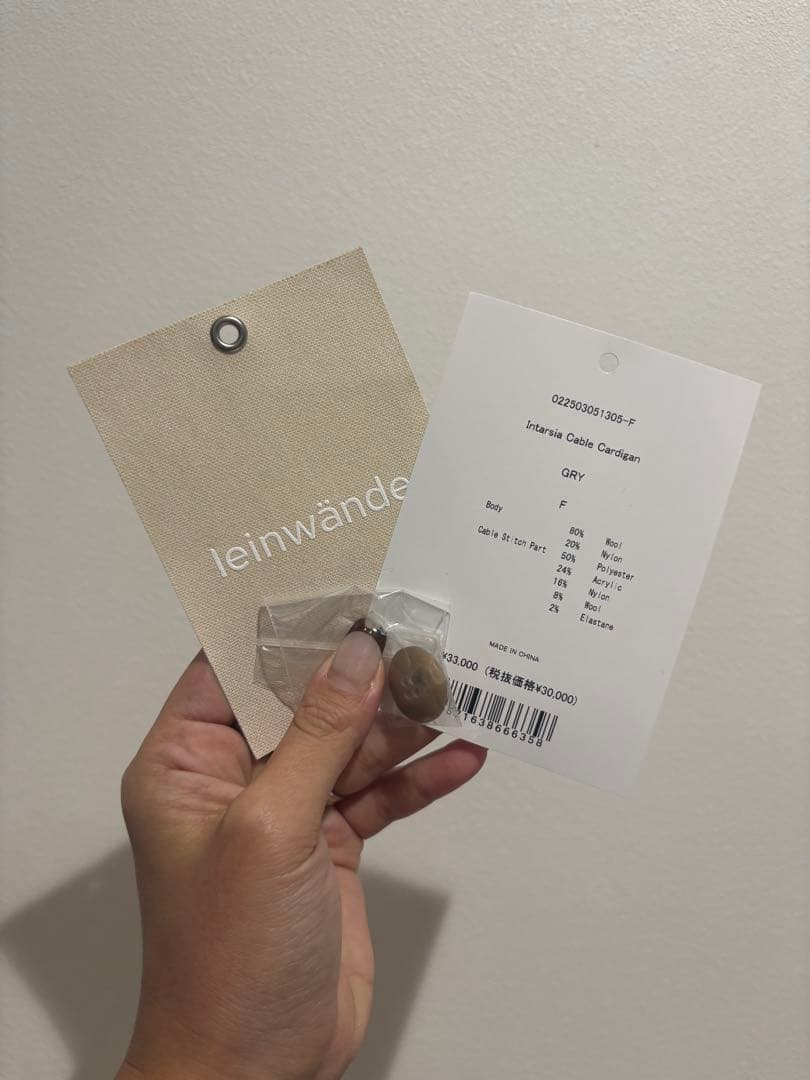 leinwände
022503051305-F
Intarsia Cable Cardigan
GRY
F
Body 80% Wool
20% Nylon
Cable Stitch Part 50% Polyester
24% Acrylic
16% Nylon
8% Wool
2% Elastane
MADE IN CHINA
¥33,000 (税抜価格¥30,000)
1638666358